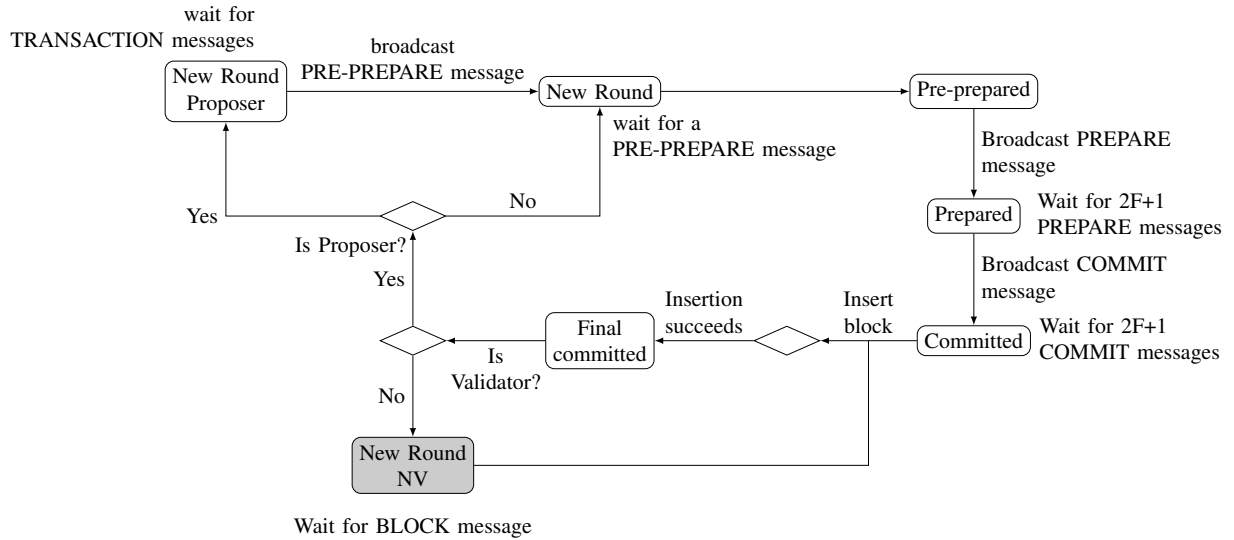 wait for
TRANSACTION messages
New Round
Proposer
broadcast
PRE-PREPARE message
New Round
wait for a
PRE-PREPARE message
Pre-prepared
Broadcast PREPARE
message
Prepared
Wait for 2F+1
PREPARE messages
Broadcast COMMIT
message
Committed
Wait for 2F+1
COMMIT messages
Insert
block
Insertion
succeeds
Final
committed
Is
Validator?
Yes
No
Is Proposer?
Yes
No
New Round
NV
Wait for BLOCK message